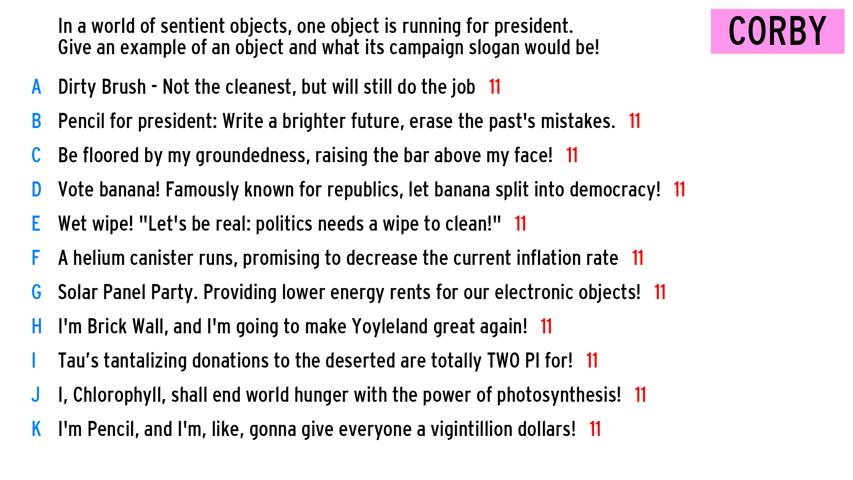 In a world of sentient objects, one object is running for president.
Give an example of an object and what its campaign slogan would be!
CORBY
A Dirty Brush - Not the cleanest, but will still do the job 11
B Pencil for president: Write a brighter future, erase the past's mistakes. 11
C Be floored by my groundedness, raising the bar above my face! 11
D Vote banana! Famously known for republics, let banana split into democracy! 11
E Wet wipe! "Let's be real: politics needs a wipe to clean!" 11
F A helium canister runs, promising to decrease the current inflation rate 11
G Solar Panel Party. Providing lower energy rents for our electronic objects! 11
H I'm Brick Wall, and I'm going to make Yoyleland great again! 11
I Tau's tantalizing donations to the deserted are totally TWO PI for! 11
J I, Chlorophyll, shall end world hunger with the power of photosynthesis! 11
K I'm Pencil, and I'm, like, gonna give everyone a vigintillion dollars! 11